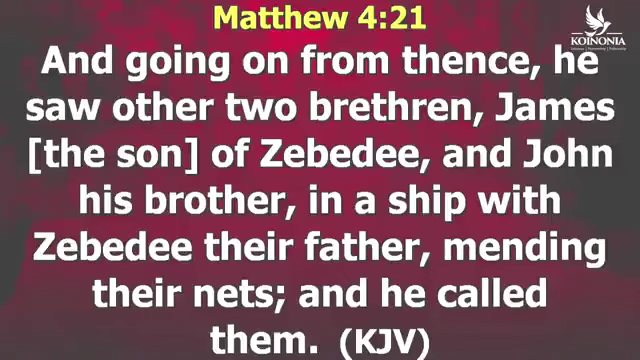 Matthew 4:21
KOINONIA
And going on from thence, he
saw other two brethren, James
[the son] of Zebedee, and John
his brother, in a ship with
Zebedee their father, mending
their nets; and he called
them. (KJV)